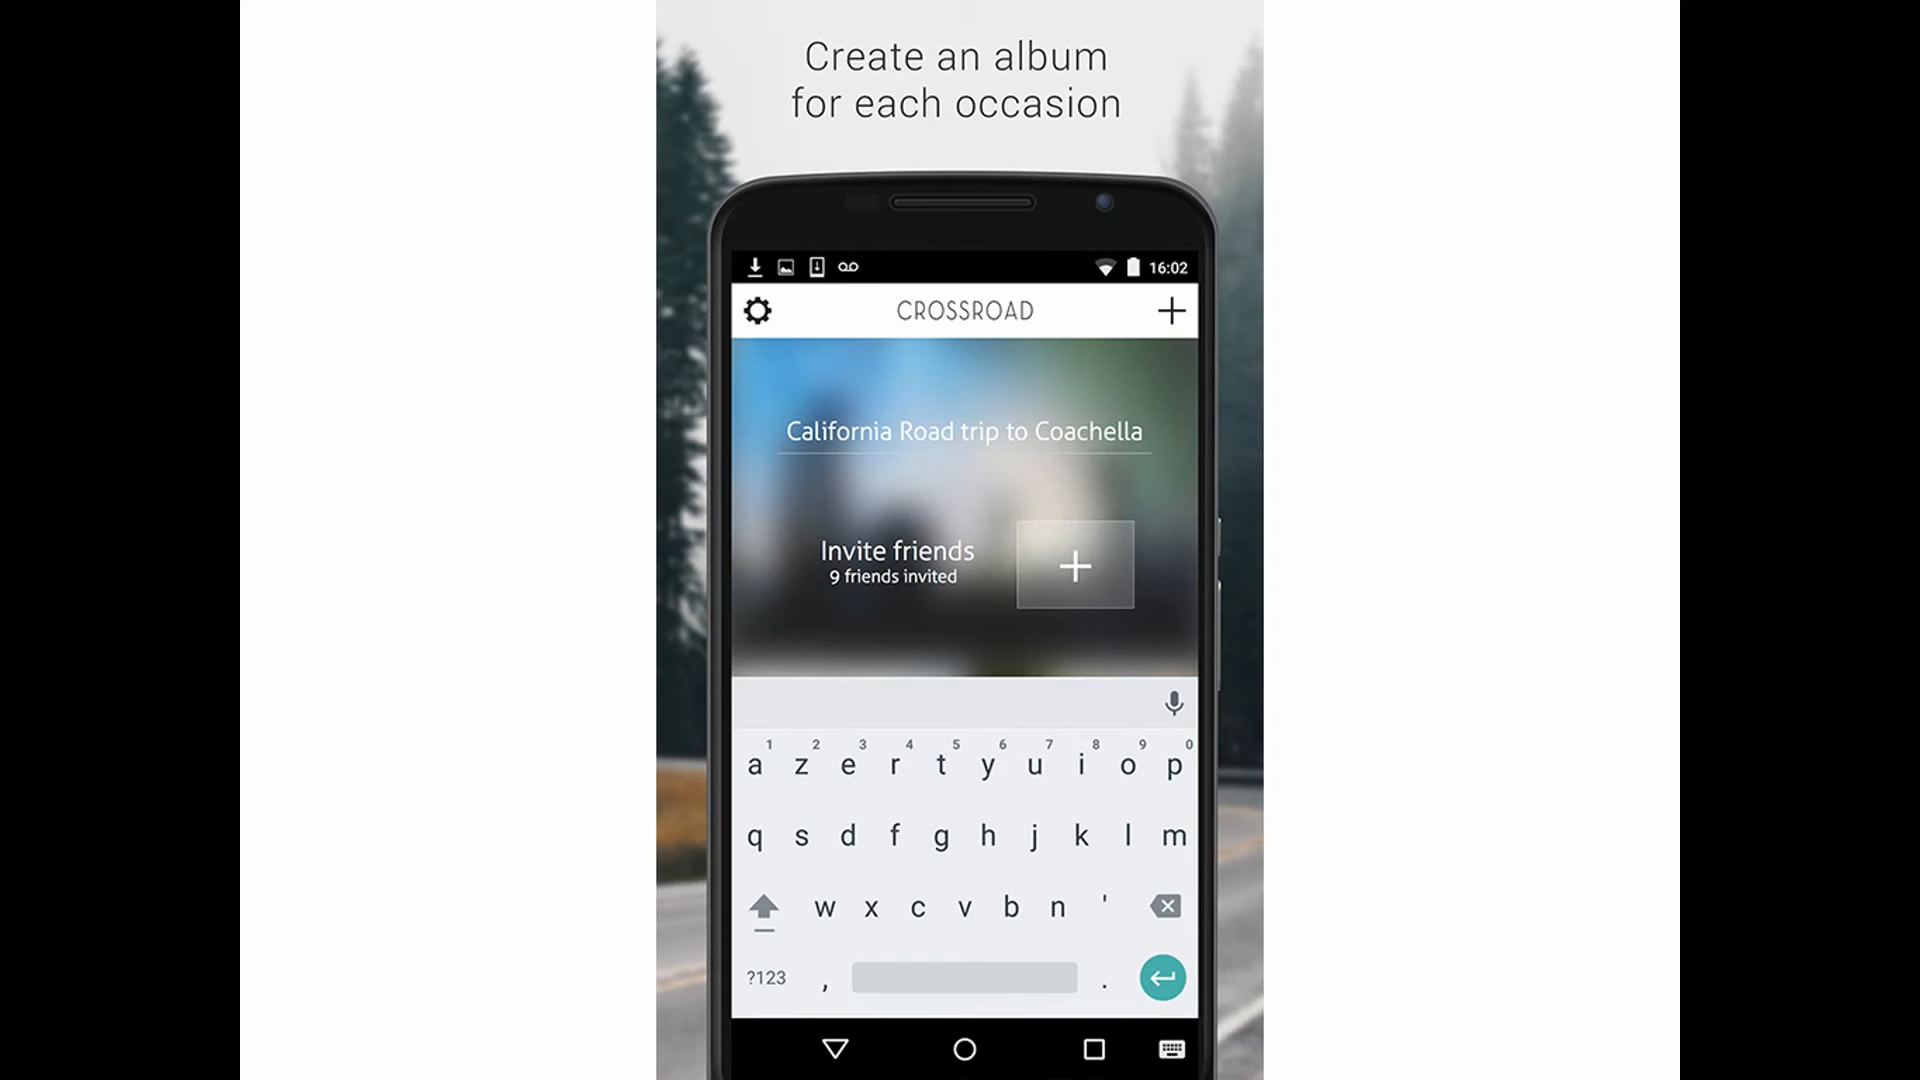 Create an album
for each occasion
16:02
CROSSROAD
California Road trip to Coachella
Invite friends
9 friends invited
1 2 3 4 5 6 7 8 9 0
a z e r t y u i o p
q s d f g h j k l m
w x c v b n '
?123 , .